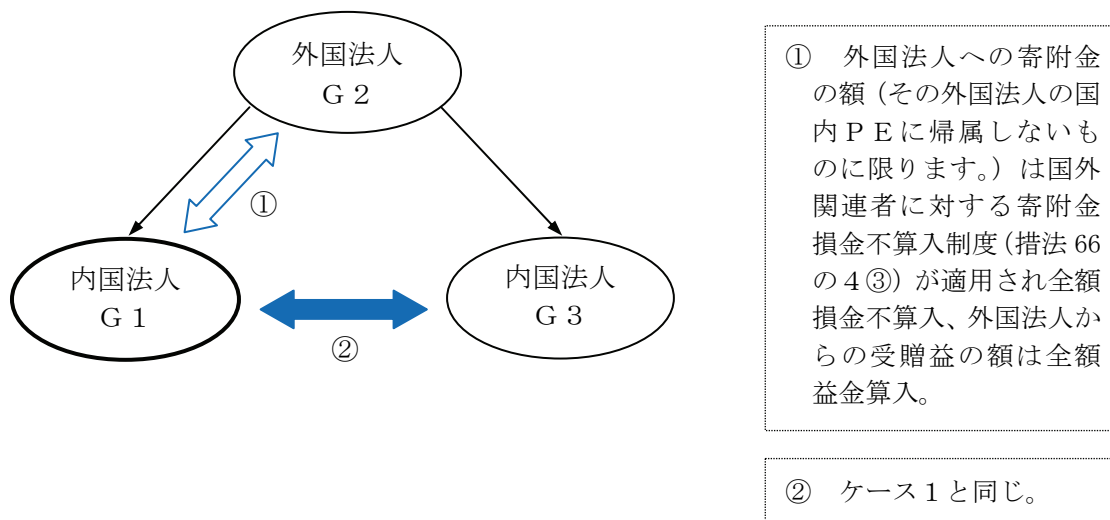 外国法人
Ｇ２
①
内国法人
Ｇ１
②
内国法人
Ｇ３
①　外国法人への寄附金
の額（その外国法人の国
内ＰＥに帰属しないも
のに限ります。）は国外
関連者に対する寄附金
損金不算入制度（措法 66
の４③）が適用され全額
損金不算入、外国法人か
らの受贈益の額は全額
益金算入。
②　ケース１と同じ。